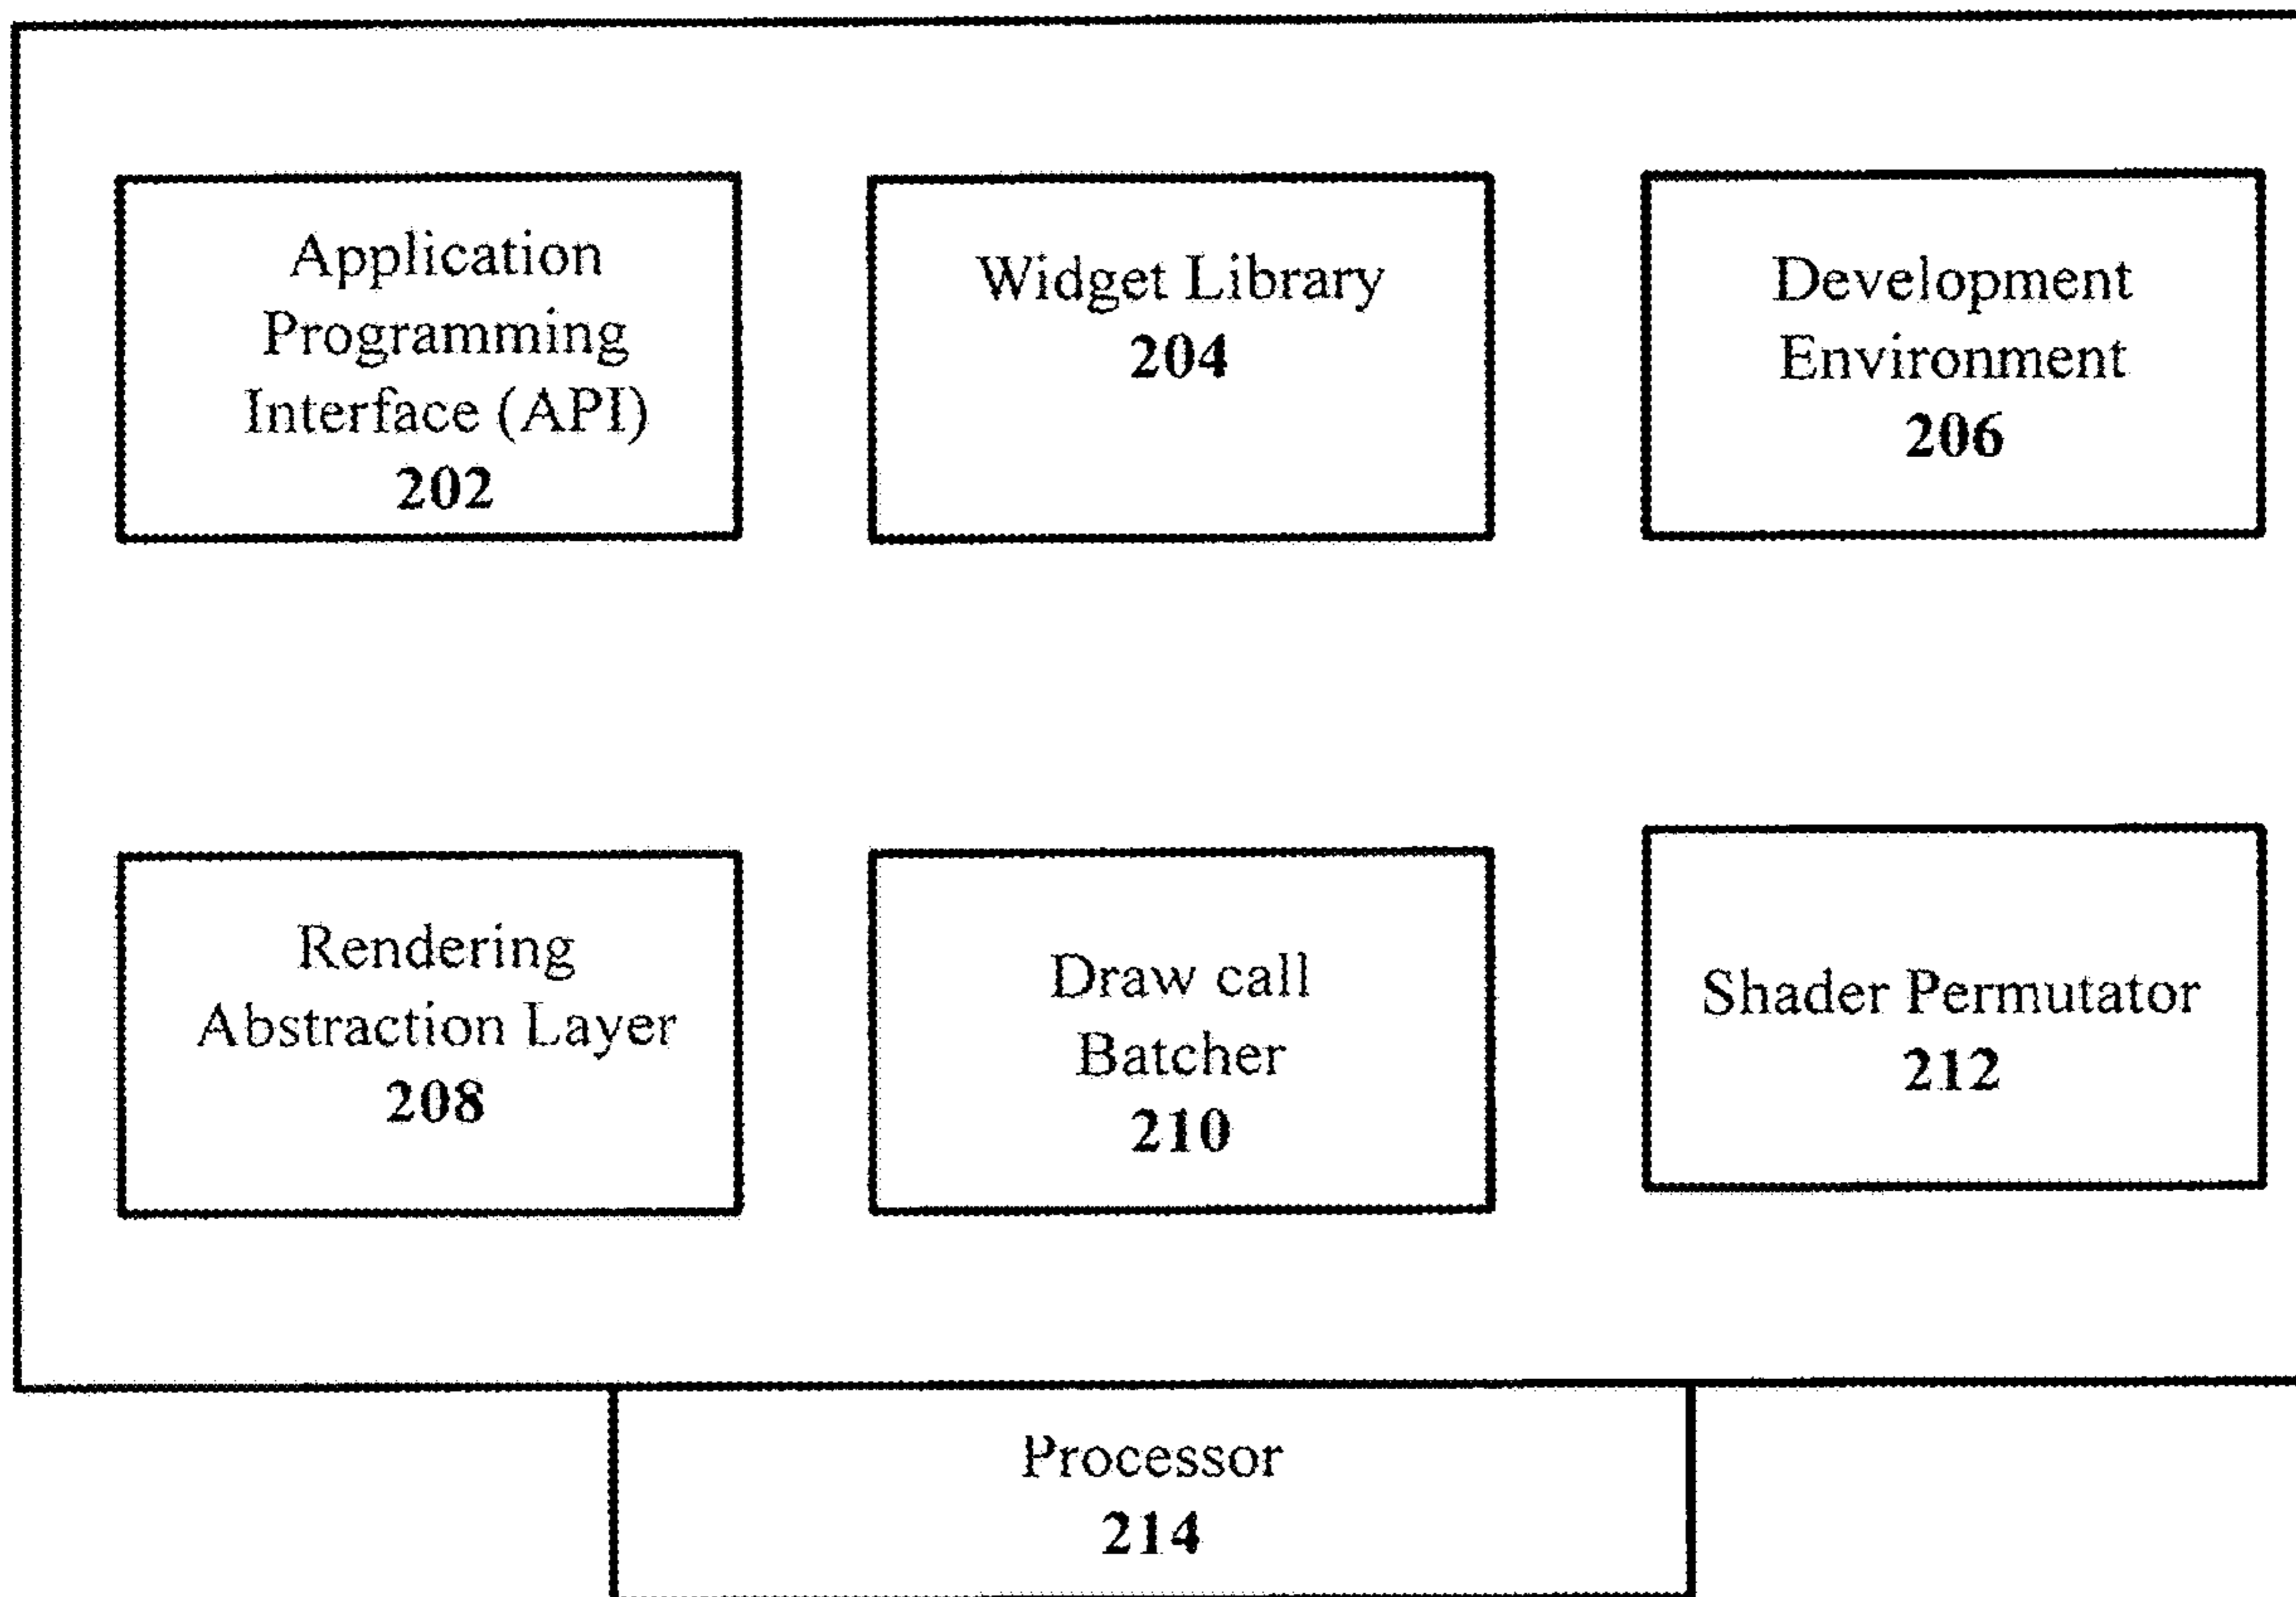 Application
Programming
Interface (API)
202
Widget Library
204
Development
Environment
206
Rendering
Abstraction Layer
208
Draw call
Batcher
210
Shader Permutator
212
Processor
214